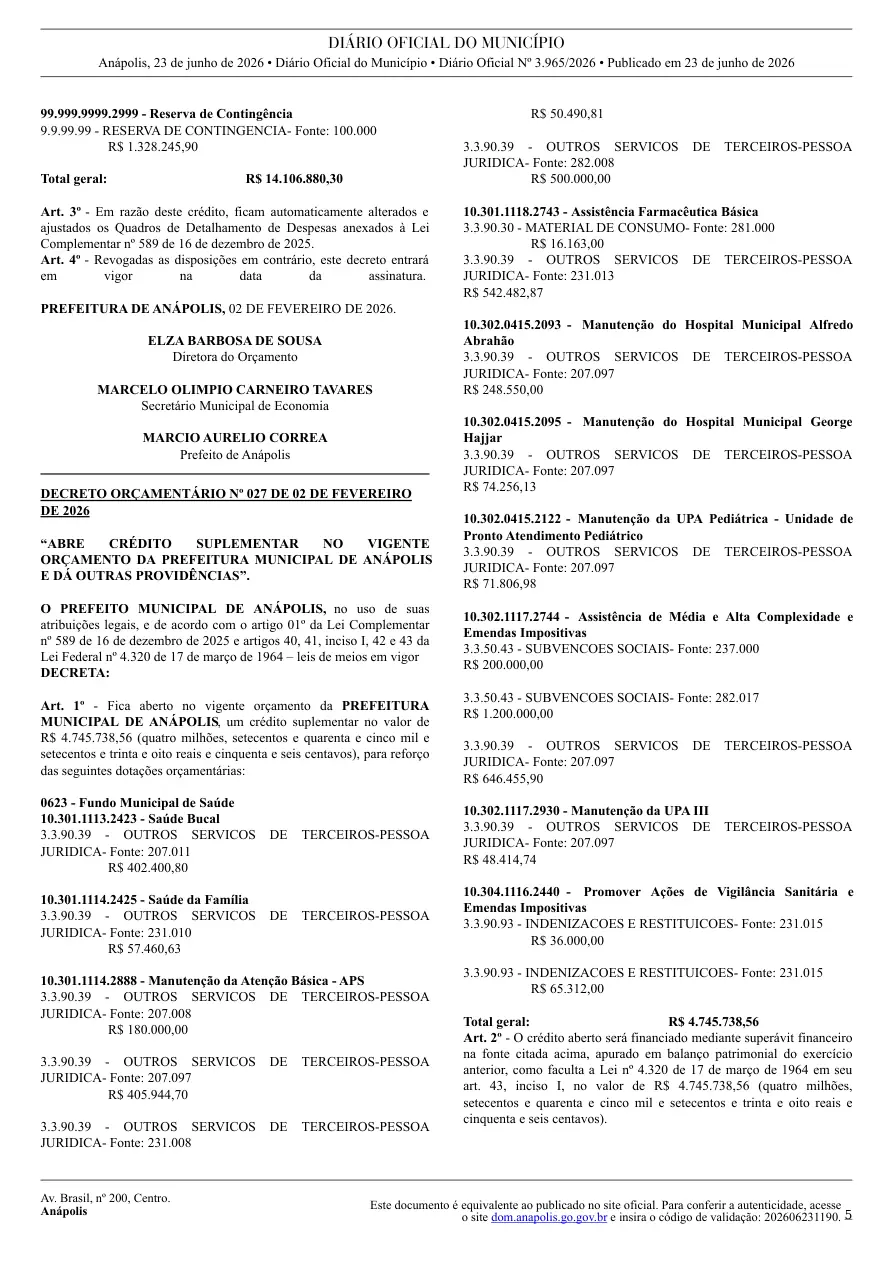 DIÁRIO OFICIAL DO MUNICÍPIO
Anápolis, 23 de junho de 2026 • Diário Oficial do Município • Diário Oficial Nº 3.965/2026 • Publicado em 23 de junho de 2026
99.999.9999.2999 - Reserva de Contingência
9.9.99.99 - RESERVA DE CONTINGENCIA- Fonte: 100.000
R$ 1.328.245,90
Total geral: R$ 14.106.880,30
Art. 3º - Em razão deste crédito, ficam automaticamente alterados e
ajustados os Quadros de Detalhamento de Despesas anexados à Lei
Complementar nº 589 de 16 de dezembro de 2025.
Art. 4º - Revogadas as disposições em contrário, este decreto entrará
em vigor na data da assinatura.
PREFEITURA DE ANÁPOLIS, 02 DE FEVEREIRO DE 2026.
ELZA BARBOSA DE SOUSA
Diretora do Orçamento
MARCELO OLIMPIO CARNEIRO TAVARES
Secretário Municipal de Economia
MARCIO AURELIO CORREA
Prefeito de Anápolis
DECRETO ORÇAMENTÁRIO Nº 027 DE 02 DE FEVEREIRO
DE 2026
“ABRE CRÉDITO SUPLEMENTAR NO VIGENTE
ORÇAMENTO DA PREFEITURA MUNICIPAL DE ANÁPOLIS
E DÁ OUTRAS PROVIDÊNCIAS”.
O PREFEITO MUNICIPAL DE ANÁPOLIS, no uso de suas
atribuições legais, e de acordo com o artigo 01º da Lei Complementar
nº 589 de 16 de dezembro de 2025 e artigos 40, 41, inciso I, 42 e 43 da
Lei Federal nº 4.320 de 17 de março de 1964 – leis de meios em vigor
DECRETA:
Art. 1º - Fica aberto no vigente orçamento da PREFEITURA
MUNICIPAL DE ANÁPOLIS, um crédito suplementar no valor de
R$ 4.745.738,56 (quatro milhões, setecentos e quarenta e cinco mil e
setecentos e trinta e oito reais e cinquenta e seis centavos), para reforço
das seguintes dotações orçamentárias:
0623 - Fundo Municipal de Saúde
10.301.1113.2423 - Saúde Bucal
3.3.90.39 - OUTROS SERVICOS DE TERCEIROS-PESSOA
JURIDICA- Fonte: 207.011
R$ 402.400,80
10.301.1114.2425 - Saúde da Família
3.3.90.39 - OUTROS SERVICOS DE TERCEIROS-PESSOA
JURIDICA- Fonte: 231.010
R$ 57.460,63
10.301.1114.2888 - Manutenção da Atenção Básica - APS
3.3.90.39 - OUTROS SERVICOS DE TERCEIROS-PESSOA
JURIDICA- Fonte: 207.008
R$ 180.000,00
3.3.90.39 - OUTROS SERVICOS DE TERCEIROS-PESSOA
JURIDICA- Fonte: 207.097
R$ 405.944,70
3.3.90.39 - OUTROS SERVICOS DE TERCEIROS-PESSOA
JURIDICA- Fonte: 231.008
R$ 50.490,81
3.3.90.39 - OUTROS SERVICOS DE TERCEIROS-PESSOA
JURIDICA- Fonte: 282.008
R$ 500.000,00
10.301.1118.2743 - Assistência Farmacêutica Básica
3.3.90.30 - MATERIAL DE CONSUMO- Fonte: 281.000
R$ 16.163,00
3.3.90.39 - OUTROS SERVICOS DE TERCEIROS-PESSOA
JURIDICA- Fonte: 231.013
R$ 542.482,87
10.302.0415.2093 - Manutenção do Hospital Municipal Alfredo
Abrahão
3.3.90.39 - OUTROS SERVICOS DE TERCEIROS-PESSOA
JURIDICA- Fonte: 207.097
R$ 248.550,00
10.302.0415.2095 - Manutenção do Hospital Municipal George
Hajjar
3.3.90.39 - OUTROS SERVICOS DE TERCEIROS-PESSOA
JURIDICA- Fonte: 207.097
R$ 74.256,13
10.302.0415.2122 - Manutenção da UPA Pediátrica - Unidade de
Pronto Atendimento Pediátrico
3.3.90.39 - OUTROS SERVICOS DE TERCEIROS-PESSOA
JURIDICA- Fonte: 207.097
R$ 71.806,98
10.302.1117.2744 - Assistência de Média e Alta Complexidade e
Emendas Impositivas
3.3.50.43 - SUBVENCOES SOCIAIS- Fonte: 237.000
R$ 200.000,00
3.3.50.43 - SUBVENCOES SOCIAIS- Fonte: 282.017
R$ 1.200.000,00
3.3.90.39 - OUTROS SERVICOS DE TERCEIROS-PESSOA
JURIDICA- Fonte: 207.097
R$ 646.455,90
10.302.1117.2930 - Manutenção da UPA III
3.3.90.39 - OUTROS SERVICOS DE TERCEIROS-PESSOA
JURIDICA- Fonte: 207.097
R$ 48.414,74
10.304.1116.2440 - Promover Ações de Vigilância Sanitária e
Emendas Impositivas
3.3.90.93 - INDENIZACOES E RESTITUICOES- Fonte: 231.015
R$ 36.000,00
3.3.90.93 - INDENIZACOES E RESTITUICOES- Fonte: 231.015
R$ 65.312,00
Total geral: R$ 4.745.738,56
Art. 2º - O crédito aberto será financiado mediante superávit financeiro
na fonte citada acima, apurado em balanço patrimonial do exercício
anterior, como faculta a Lei nº 4.320 de 17 de março de 1964 em seu
art. 43, inciso I, no valor de R$ 4.745.738,56 (quatro milhões,
setecentos e quarenta e cinco mil e setecentos e trinta e oito reais e
cinquenta e seis centavos).
Av. Brasil, nº 200, Centro.
Anápolis
Este documento é equivalente ao publicado no site oficial. Para conferir a autenticidade, acesse
o site dom.anapolis.go.gov.br e insira o código de validação: 202606231190. 5